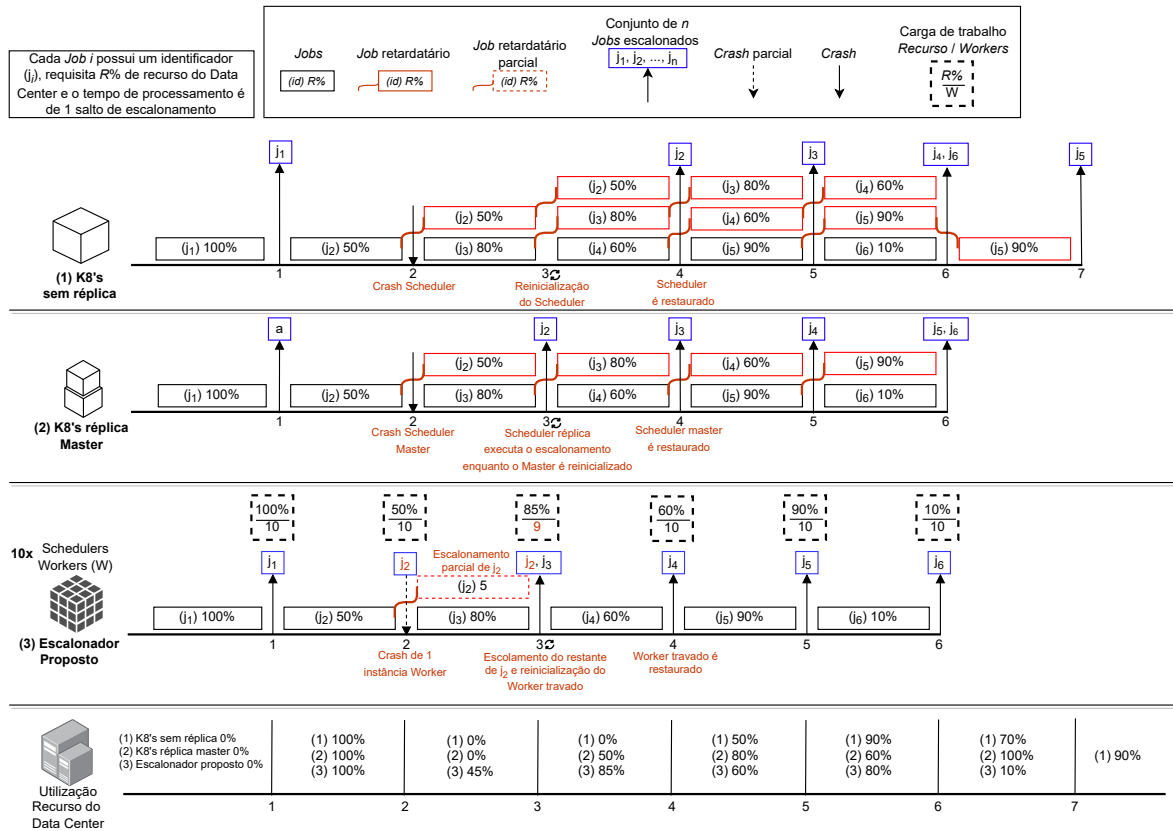 Cada Job i possui um identificador
(ji), requisita R% de recurso do Data
Center e o tempo de processamento é
de 1 salto de escalonamento
Jobs
(id) R%
Job retardatário
(id) R%
Job retardatário
parcial
(id) R%
Conjunto de n
Jobs escalonados
j1, j2, ..., jn
Crash parcial
Crash
Carga de trabalho
Recurso / Workers
R%
W
j1
j2
j3
j4, j6
j5
(j2) 50%
(j3) 80%
(j4) 60%
(j2) 50%
(j3) 80%
(j4) 60%
(j5) 90%
(j1) 100%
(j2) 50%
(j3) 80%
(j4) 60%
(j5) 90%
(j6) 10%
(j5) 90%
1
2
3
4
5
6
7
(1) K8's
sem réplica
Crash Scheduler
Reinicialização
do Scheduler
Scheduler
é restaurado
a
j2
j3
j4
j5, j6
(j2) 50%
(j3) 80%
(j4) 60%
(j5) 90%
(j1) 100%
(j2) 50%
(j3) 80%
(j4) 60%
(j5) 90%
(j6) 10%
1
2
3
4
5
6
(2) K8's réplica
Master
Crash Scheduler
Master
Scheduler réplica
executa o escalonamento
enquanto o Master é reinicializado
Scheduler master
é restaurado
100%
10
50%
10
85%
9
60%
10
90%
10
10%
10
10x Schedulers
Workers (W)
j1
j2
Escalonamento
parcial de j2
j2, j3
j4
j5
j6
(j2) 5
(j1) 100%
(j2) 50%
(j3) 80%
(j4) 60%
(j5) 90%
(j6) 10%
1
2
3
4
5
6
(3) Escalonador
Proposto
Crash de 1
instância Worker
Escolamento do restante
de j2 e reinicialização do
Worker travado
Worker travado é
restaurado
(1) K8's sem réplica 0%
(2) K8's réplica master 0%
(3) Escalonador proposto 0%
(1) 100%
(2) 100%
(3) 100%
(1) 0%
(2) 0%
(3) 45%
(1) 0%
(2) 50%
(3) 85%
(1) 50%
(2) 80%
(3) 60%
(1) 90%
(2) 60%
(3) 80%
(1) 70%
(2) 100%
(3) 10%
(1) 90%
1
2
3
4
5
6
7
Utilização
Recurso do
Data Center